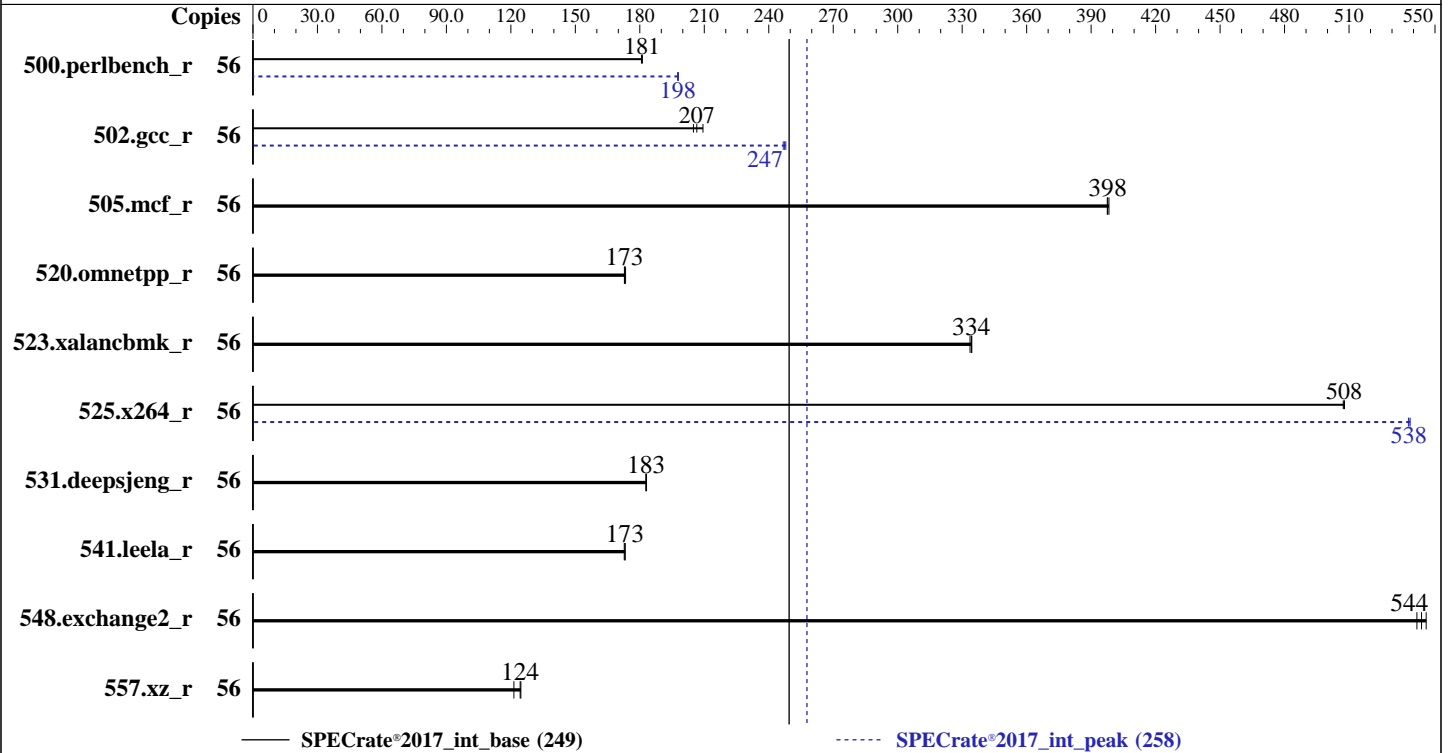 Copies 0 30.0 60.0 90.0 120 150 180 210 240 270 300 330 360 390 420 450 480 510 550
181
500.perlbench_r 56
198
207
502.gcc_r 56
247
398
505.mcf_r 56
173
520.omnetpp_r 56
334
523.xalancbmk_r 56
508
525.x264_r 56
538
183
531.deepsjeng_r 56
173
541.leela_r 56
544
548.exchange2_r 56
124
557.xz_r 56
SPECrate®2017_int_base (249) SPECrate®2017_int_peak (258)